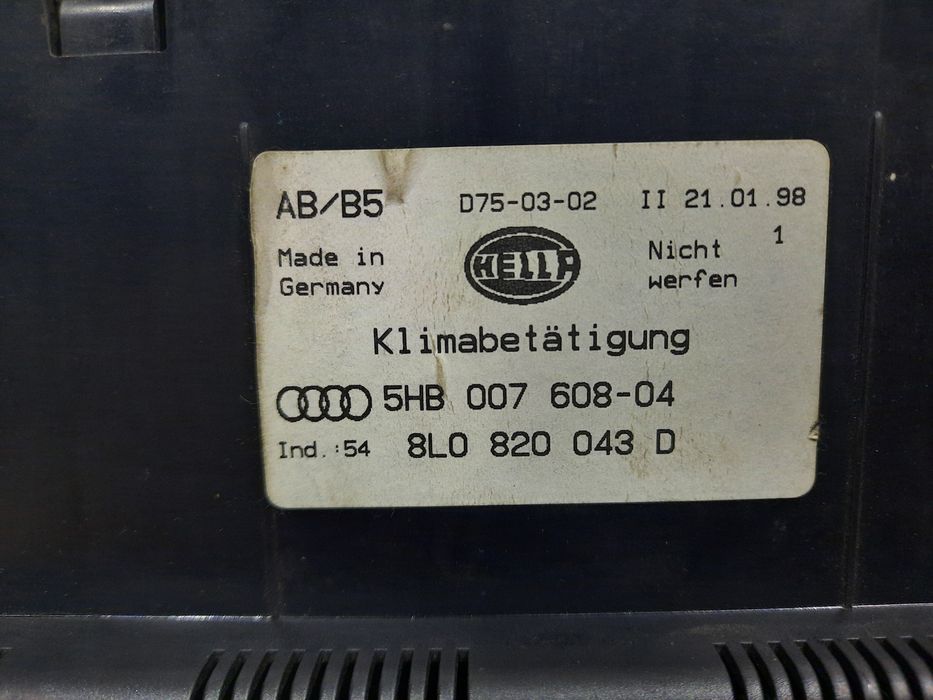 AB/B5 D75-03-02 II 21.01.98
Made in Germany
HELLA
Nicht werfen 1
Klimabetätigung
5HB 007 608-04
Ind.:54 8L0 820 043 D